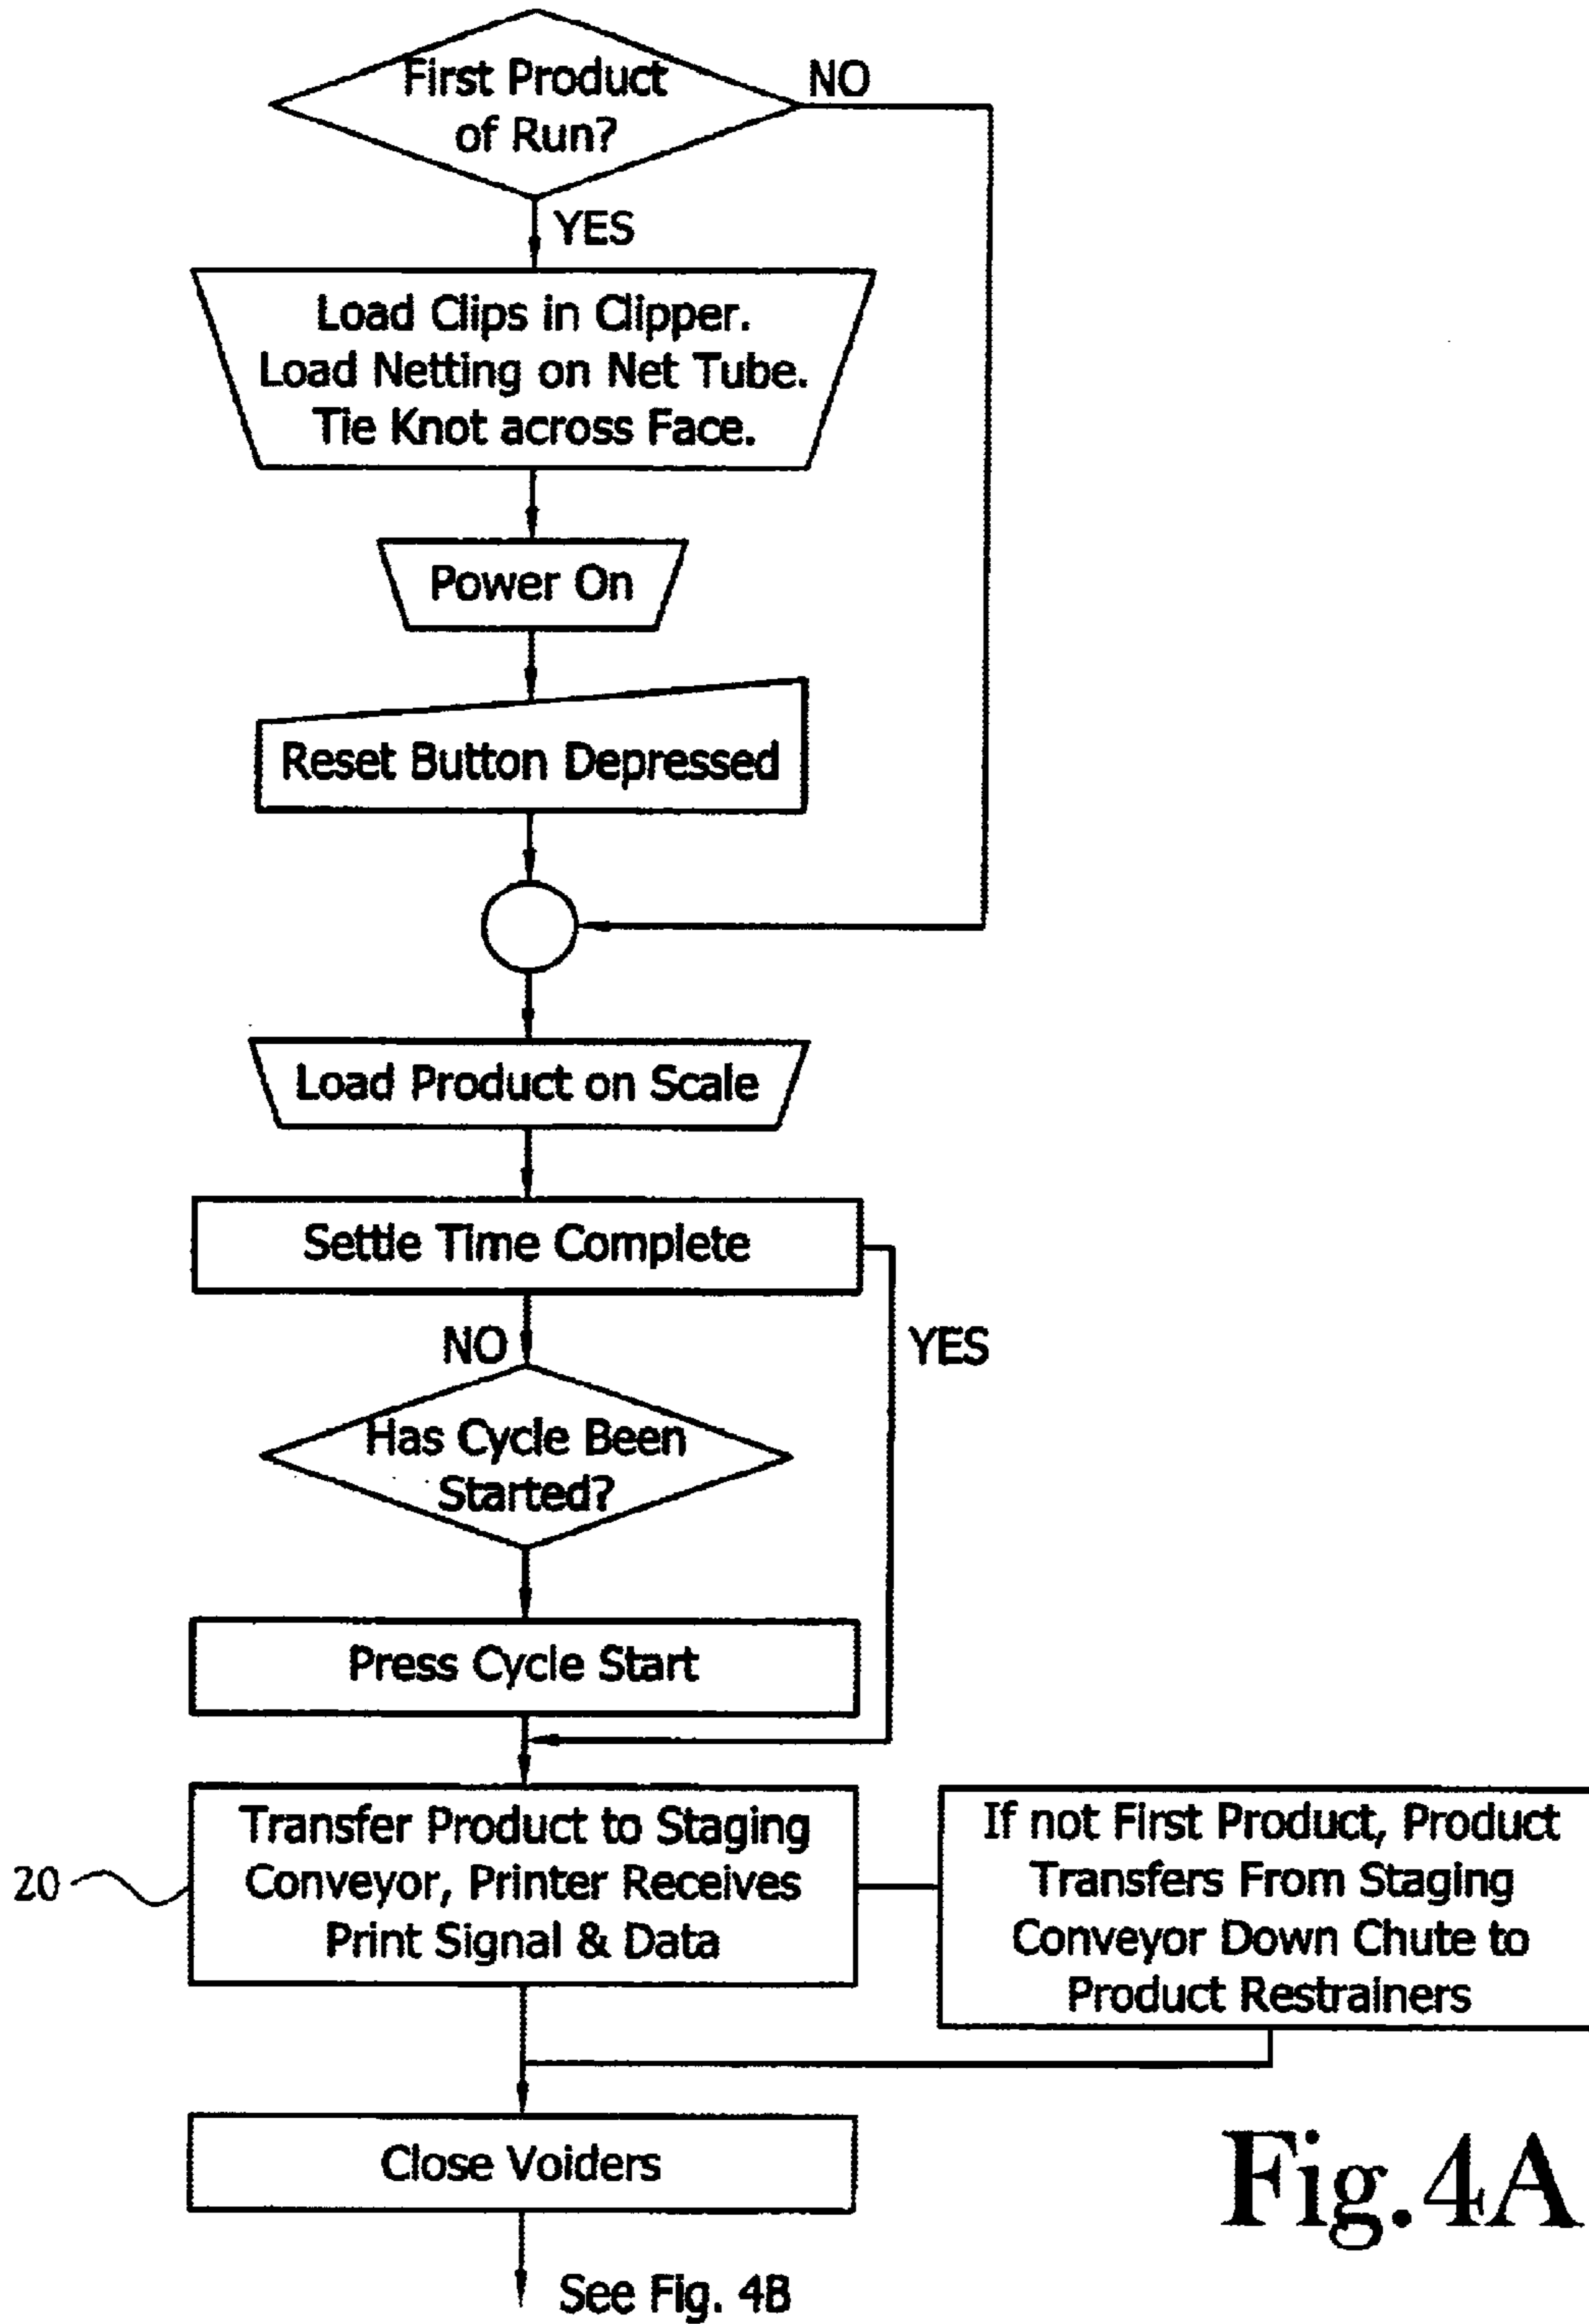 First Product
of Run?
NO
YES
Load Clips in Clipper.
Load Netting on Net Tube.
Tie Knot across Face.
Power On
Reset Button Depressed
Load Product on Scale
Settle Time Complete
NO
YES
Has Cycle Been
Started?
Press Cycle Start
20
Transfer Product to Staging
Conveyor, Printer Receives
Print Signal & Data
If not First Product, Product
Transfers From Staging
Conveyor Down Chute to
Product Restrainers
Close Voiders
See Fig. 4B
Fig.4A